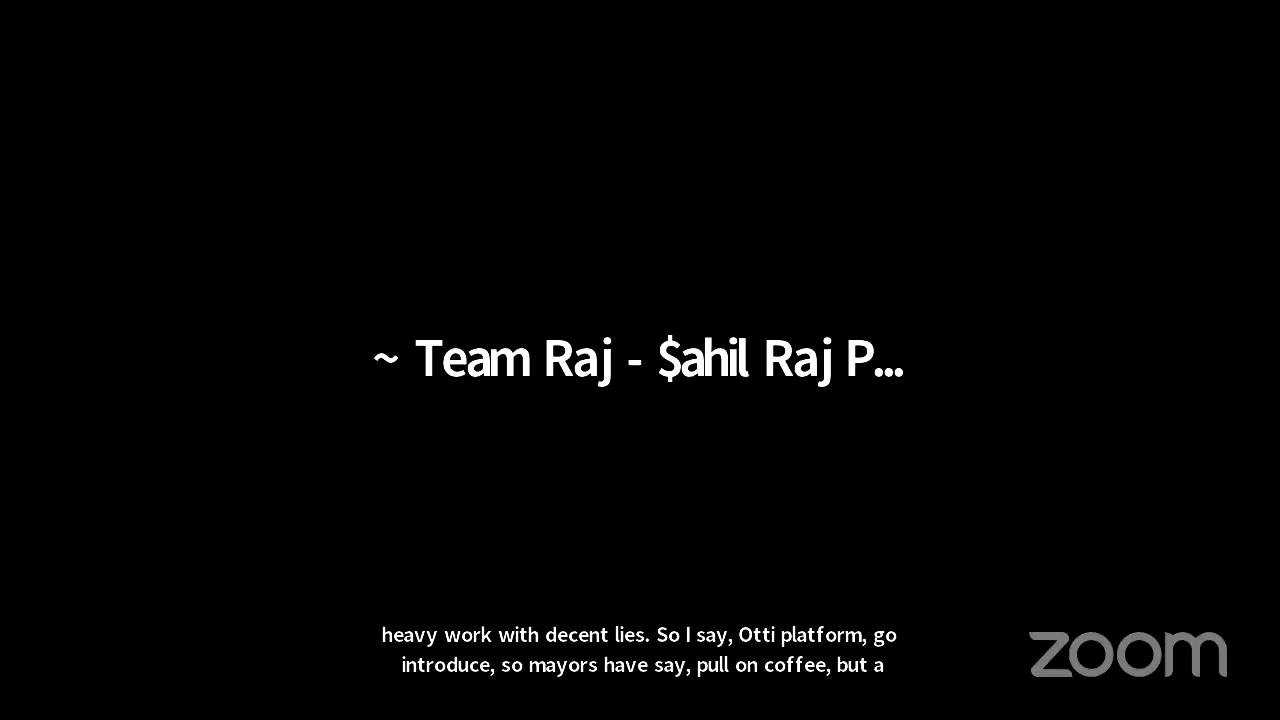 ~ Team Raj - $ahil Raj P...
heavy work with decent lies. So I say, Otti platform, go
introduce, so mayors have say, pull on coffee, but a
zoom